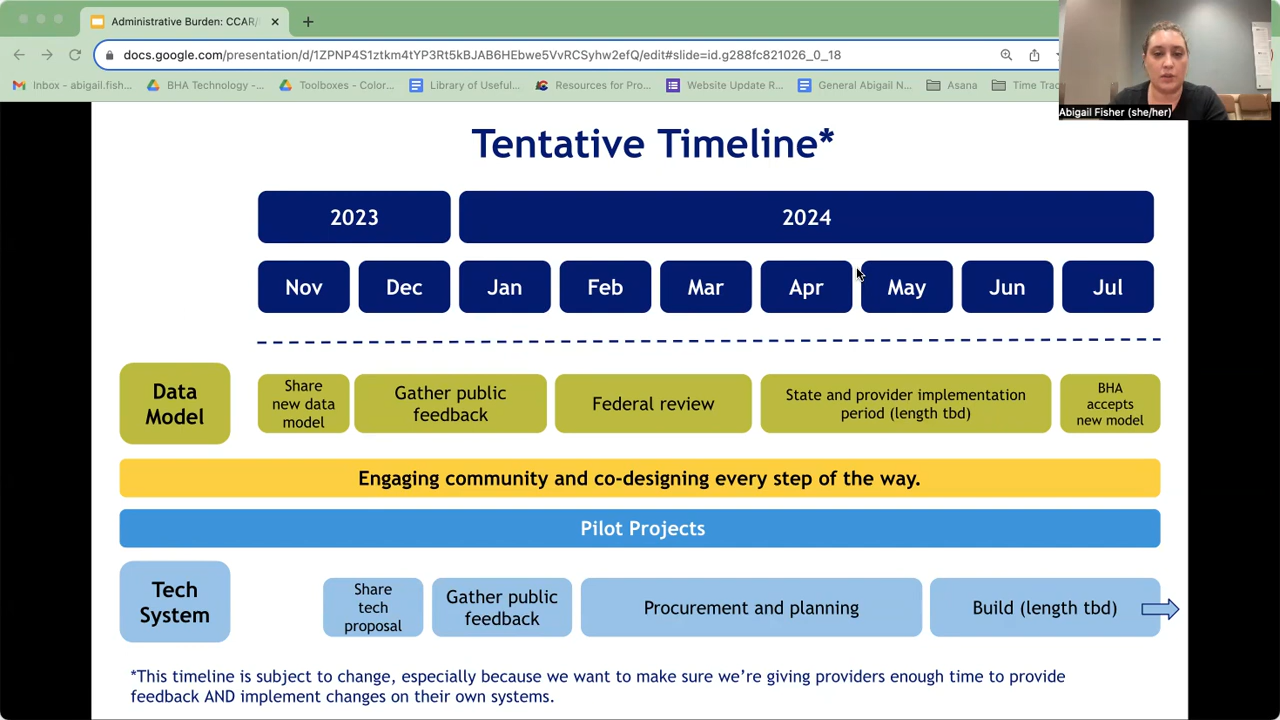 Administrative Burden: CCAR/
docs.google.com/presentation/d/1ZPNP4S1ztkm4tYP3Rt5kBJAB6HEbwe5VvRCSyhw2efQ/edit#slide=id.g288fc821026_0_18
Inbox - abigail.fish... BHA Technology -... Toolboxes - Color... Library of Useful... Resources for Pro... Website Update R... General Abigail N... Asana Time Trac
Abigail Fisher (she/her)
Tentative Timeline*
2023 2024
Nov Dec Jan Feb Mar Apr May Jun Jul
Data
Model
Share
new data
model
Gather public
feedback
Federal review
State and provider implementation
period (length tbd)
BHA
accepts
new model
Engaging community and co-designing every step of the way.
Pilot Projects
Tech
System
Share
tech
proposal
Gather public
feedback
Procurement and planning
Build (length tbd)
*This timeline is subject to change, especially because we want to make sure we're giving providers enough time to provide
feedback AND implement changes on their own systems.